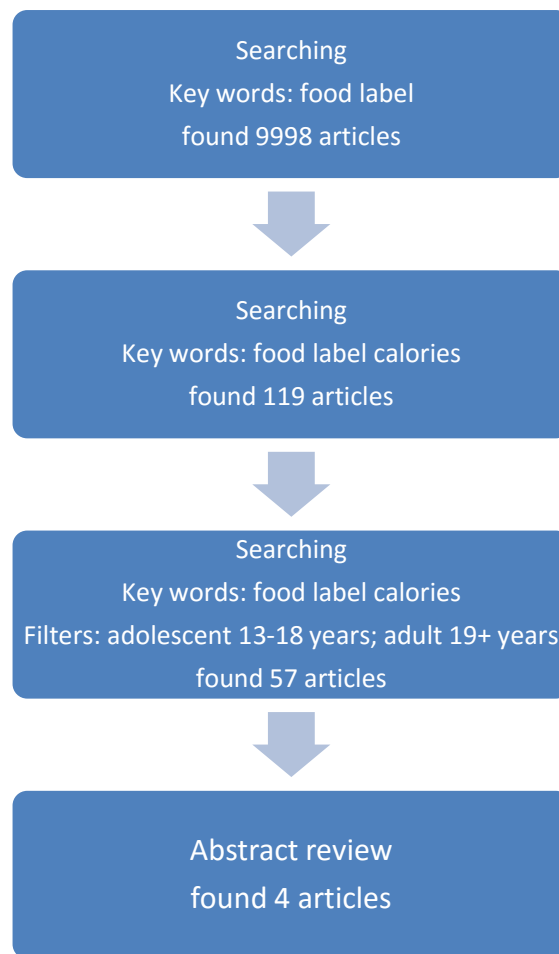 Searching
Key words: food label
found 9998 articles
Searching
Key words: food label calories
found 119 articles
Searching
Key words: food label calories
Filters: adolescent 13-18 years; adult 19+ years
found 57 articles
Abstract review
found 4 articles